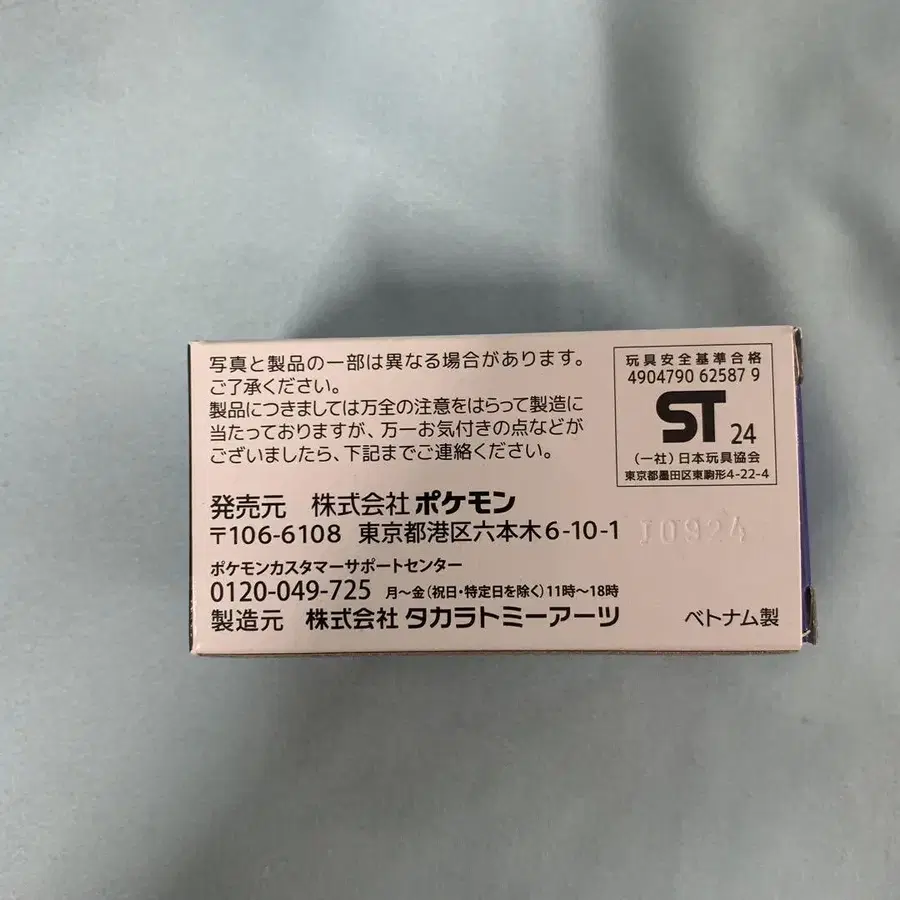 写真と製品の一部は異なる場合があります。
ご了承ください。
製品につきましては万全の注意をはらって製造に
当たっておりますが、万一お気付きの点などが
ございましたら、下記までご連絡ください。
玩具安全基準合格
4904790 62587 9
ST 24
(一社)日本玩具協会
東京都墨田区東駒形4-22-4
発売元 株式会社 ポケモン
〒106-6108 東京都港区六本木6-10-1
I0924
ポケモンカスタマーサポートセンター
0120-049-725 月~金(祝日・特定日を除く)11時~18時
製造元 株式会社 タカラトミーアーツ
ベトナム製